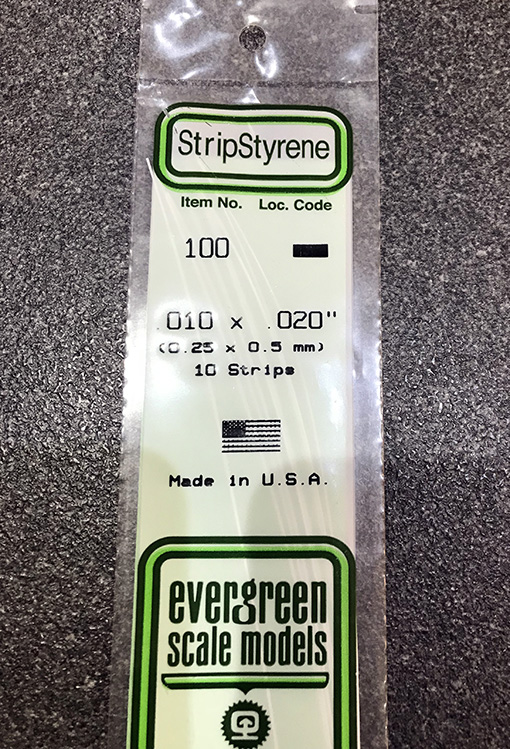 StripStyrene
Item No. Loc. Code
100
.010 x .020"
(0.25 x 0.5 mm)
10 Strips
Made in U.S.A.
evergreen
scale models